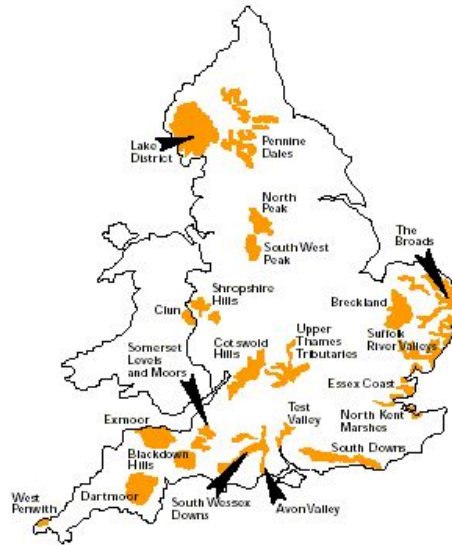 Lake
District
Pennine
Dales
North
Peak
South West
Peak
The
Broads
Shropshire
Hills
Clun
Breckland
Suffolk
River Valleys
Somerset
Levels
and Moors
Cotswold
Hills
Upper
Thames
Tributaries
Essex Coast
North Kent
Marshes
Test
Valley
South Downs
Exmoor
Blackdown
Hills
Dartmoor
West
Penwith
South Wessex
Downs
Avon Valley